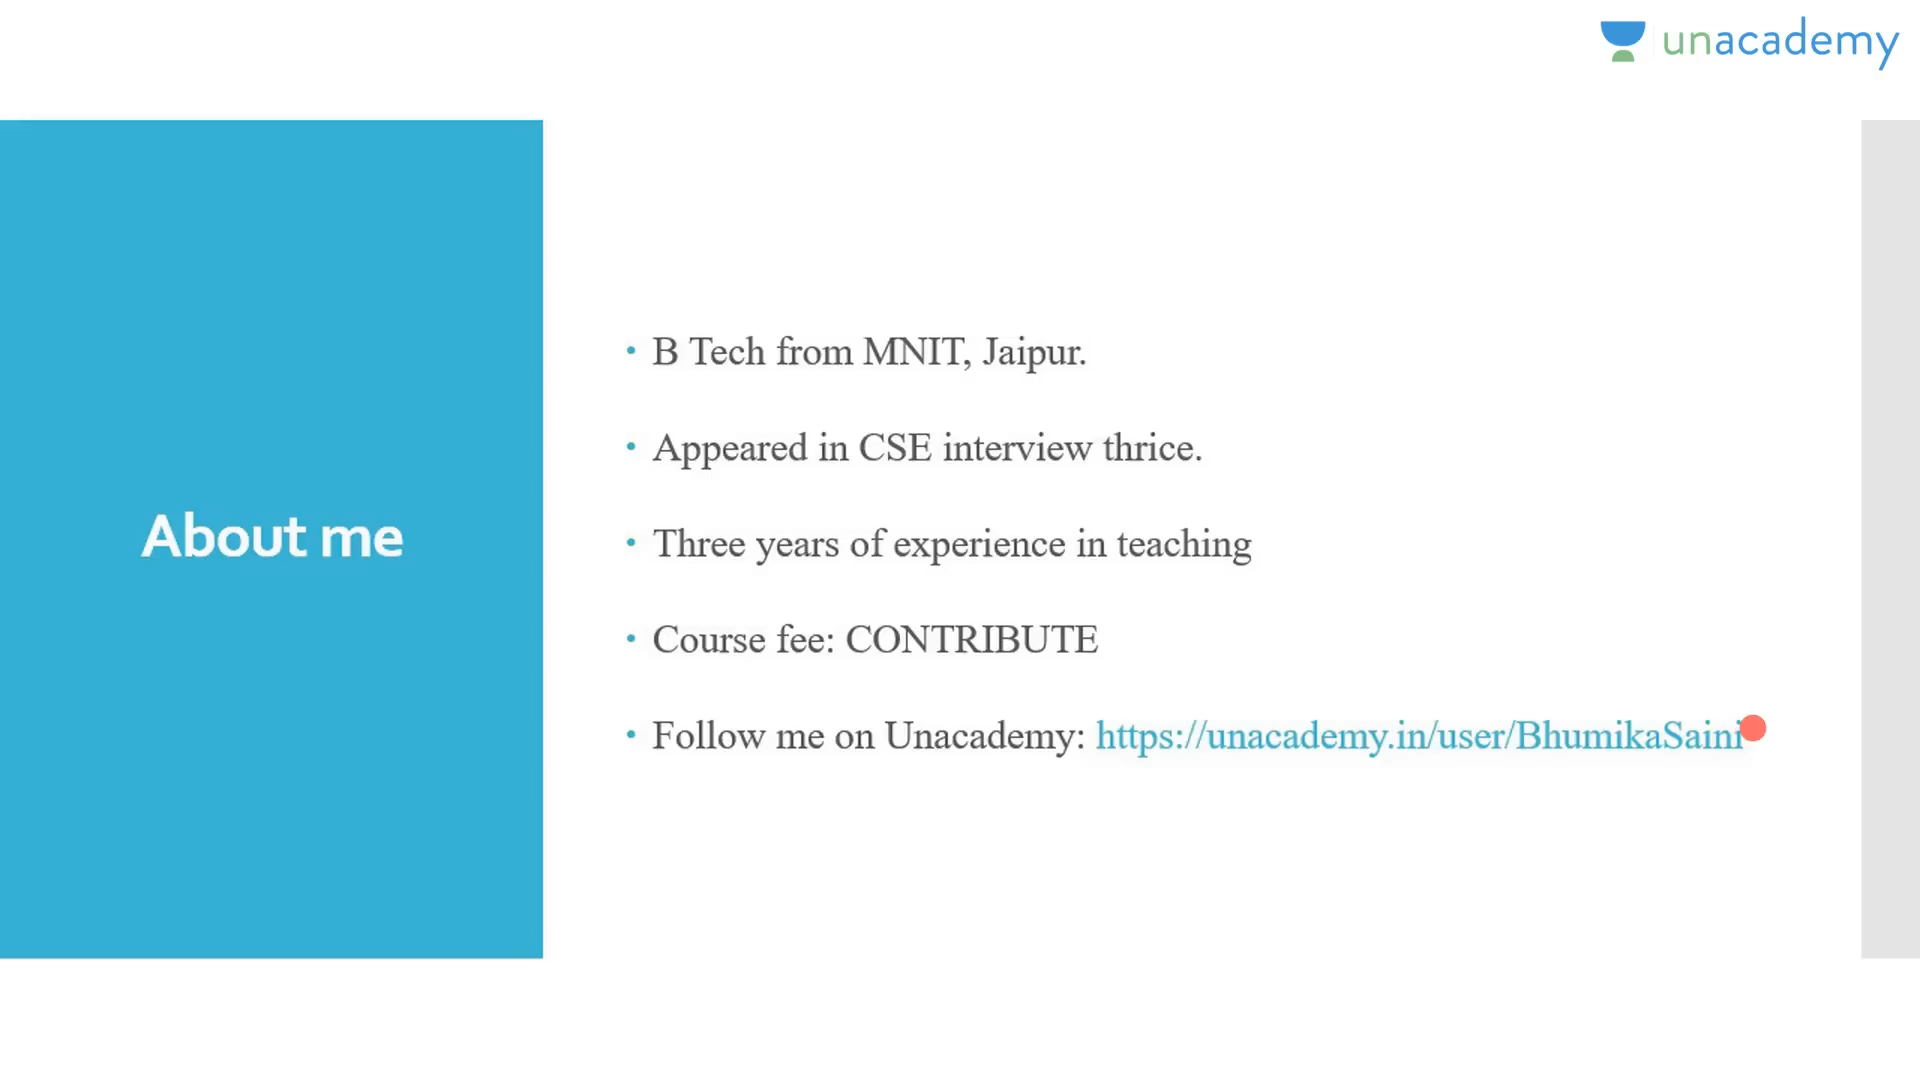 unacademy
About me
• B Tech from MNIT, Jaipur.
• Appeared in CSE interview thrice.
• Three years of experience in teaching
• Course fee: CONTRIBUTE
• Follow me on Unacademy: https://unacademy.in/user/BhumikaSaini